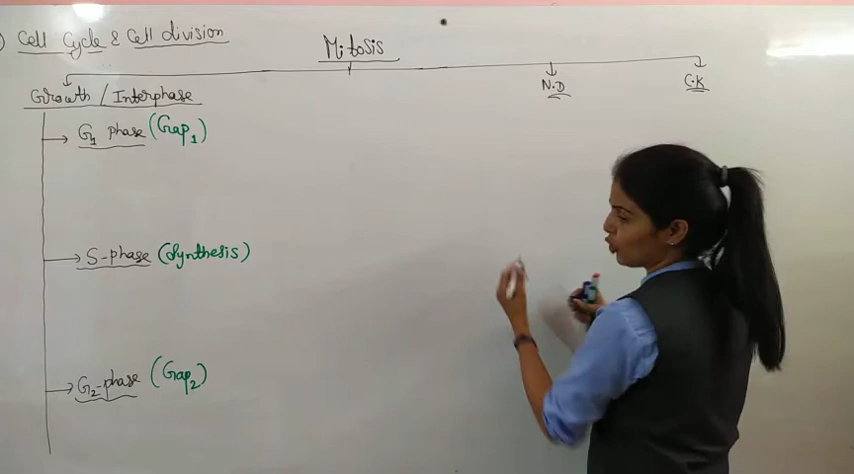 ) Cell Cycle & Cell division
Mitosis
Growth / Interphase
N.D
C.K
G1 phase (Gap1)
S-phase (Synthesis)
G2-phase (Gap2)